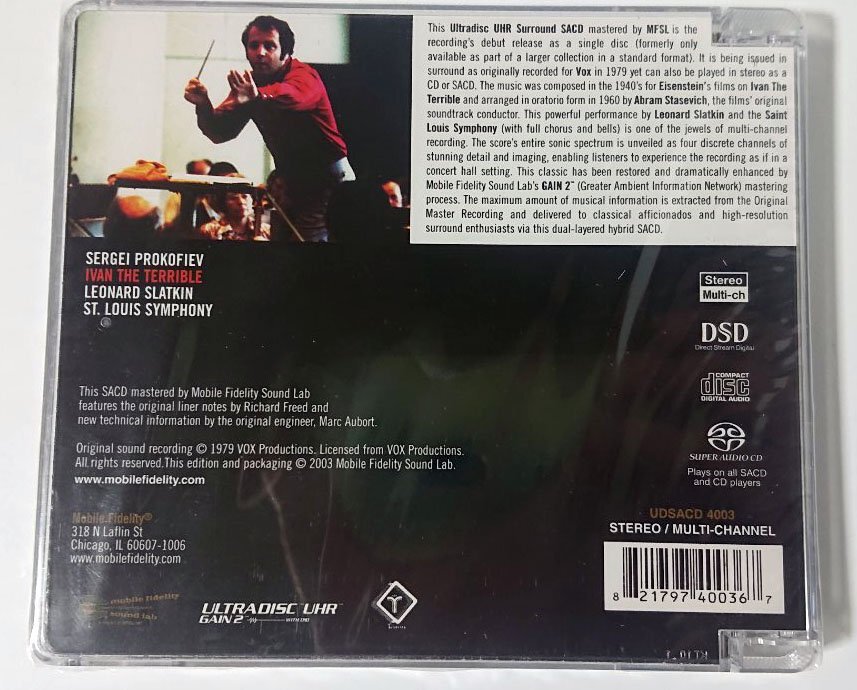 This Ultradisc UHR Surround SACD mastered by MFSL is the
recording's debut release as a single disc (formerly only
available as part of a larger collection in a standard format). It is being issued in
surround as originally recorded for Vox in 1979 yet can also be played in stereo as a
CD or SACD. The music was composed in the 1940's for Eisenstein's films on Ivan The
Terrible and arranged in oratorio form in 1960 by Abram Stasevich, the films' original
soundtrack conductor. This powerful performance by Leonard Slatkin and the Saint
Louis Symphony (with full chorus and bells) is one of the jewels of multi-channel
recording. The score's entire sonic spectrum is unveiled as four discrete channels of
stunning detail and imaging, enabling listeners to experience the recording as if in a
concert hall setting. This classic has been restored and dramatically enhanced by
Mobile Fidelity Sound Lab's GAIN 2™ (Greater Ambient Information Network) mastering
process. The maximum amount of musical information is extracted from the Original
Master Recording and delivered to classical afficionados and high-resolution
surround enthusiasts via this dual-layered hybrid SACD.
SERGEI PROKOFIEV
IVAN THE TERRIBLE
LEONARD SLATKIN
ST. LOUIS SYMPHONY
Stereo
Multi-ch
DSD
Direct Stream Digital
COMPACT
disc
DIGITAL AUDIO
SUPER AUDIO CD
Plays on all SACD
and CD players
This SACD mastered by Mobile Fidelity Sound Lab
features the original liner notes by Richard Freed and
new technical information by the original engineer, Marc Aubort.
Original sound recording © 1979 VOX Productions. Licensed from VOX Productions.
All rights reserved.This edition and packaging © 2003 Mobile Fidelity Sound Lab.
www.mobilefidelity.com
Mobile Fidelity®
318 N Laflin St
Chicago, IL 60607-1006
www.mobilefidelity.com
UDSACD 4003
STEREO / MULTI-CHANNEL
8 21797 40036 7
mobile fidelity
sound lab
ULTRADISC UHR™
GAIN 2™